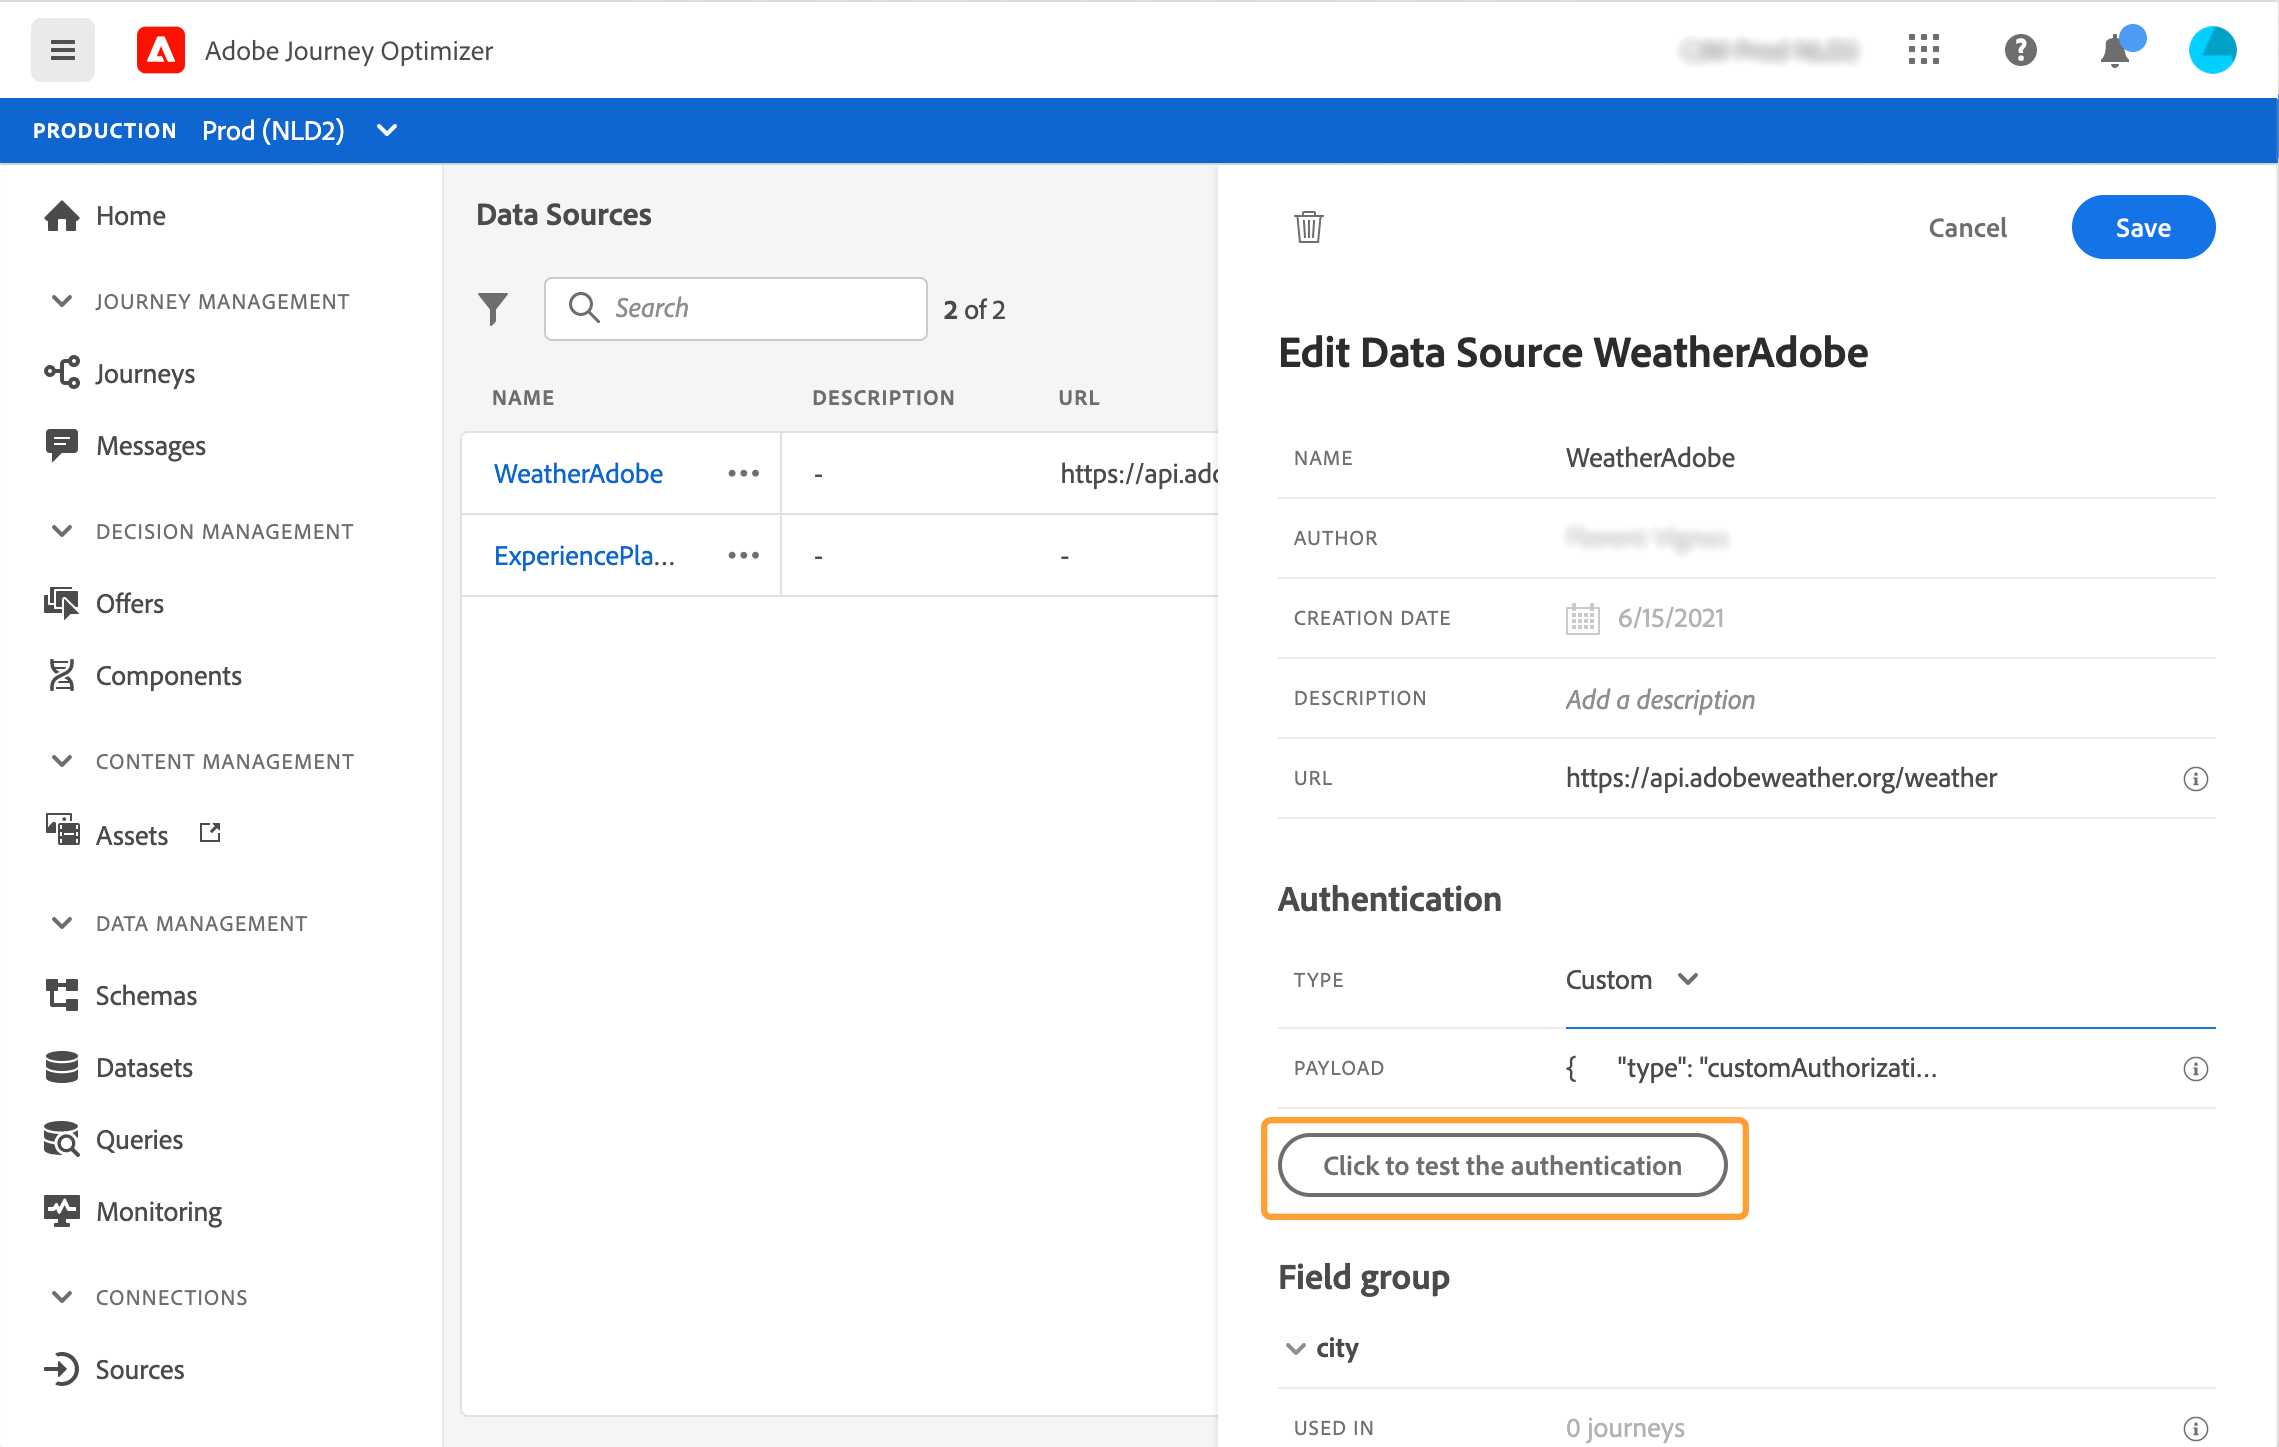 Adobe Journey Optimizer
PRODUCTION Prod (NLD2)
Home
JOURNEY MANAGEMENT
Journeys
Messages
DECISION MANAGEMENT
Offers
Components
CONTENT MANAGEMENT
Assets
DATA MANAGEMENT
Schemas
Datasets
Queries
Monitoring
CONNECTIONS
Sources
Data Sources
Search
2 of 2
NAME DESCRIPTION URL
WeatherAdobe ••• - https://api.adc
ExperiencePla... ••• - -
Cancel
Save
Edit Data Source WeatherAdobe
NAME WeatherAdobe
AUTHOR
CREATION DATE 6/15/2021
DESCRIPTION Add a description
URL https://api.adobeweather.org/weather
Authentication
TYPE Custom
PAYLOAD { "type": "customAuthorizati...
Click to test the authentication
Field group
city
USED IN 0 journeys